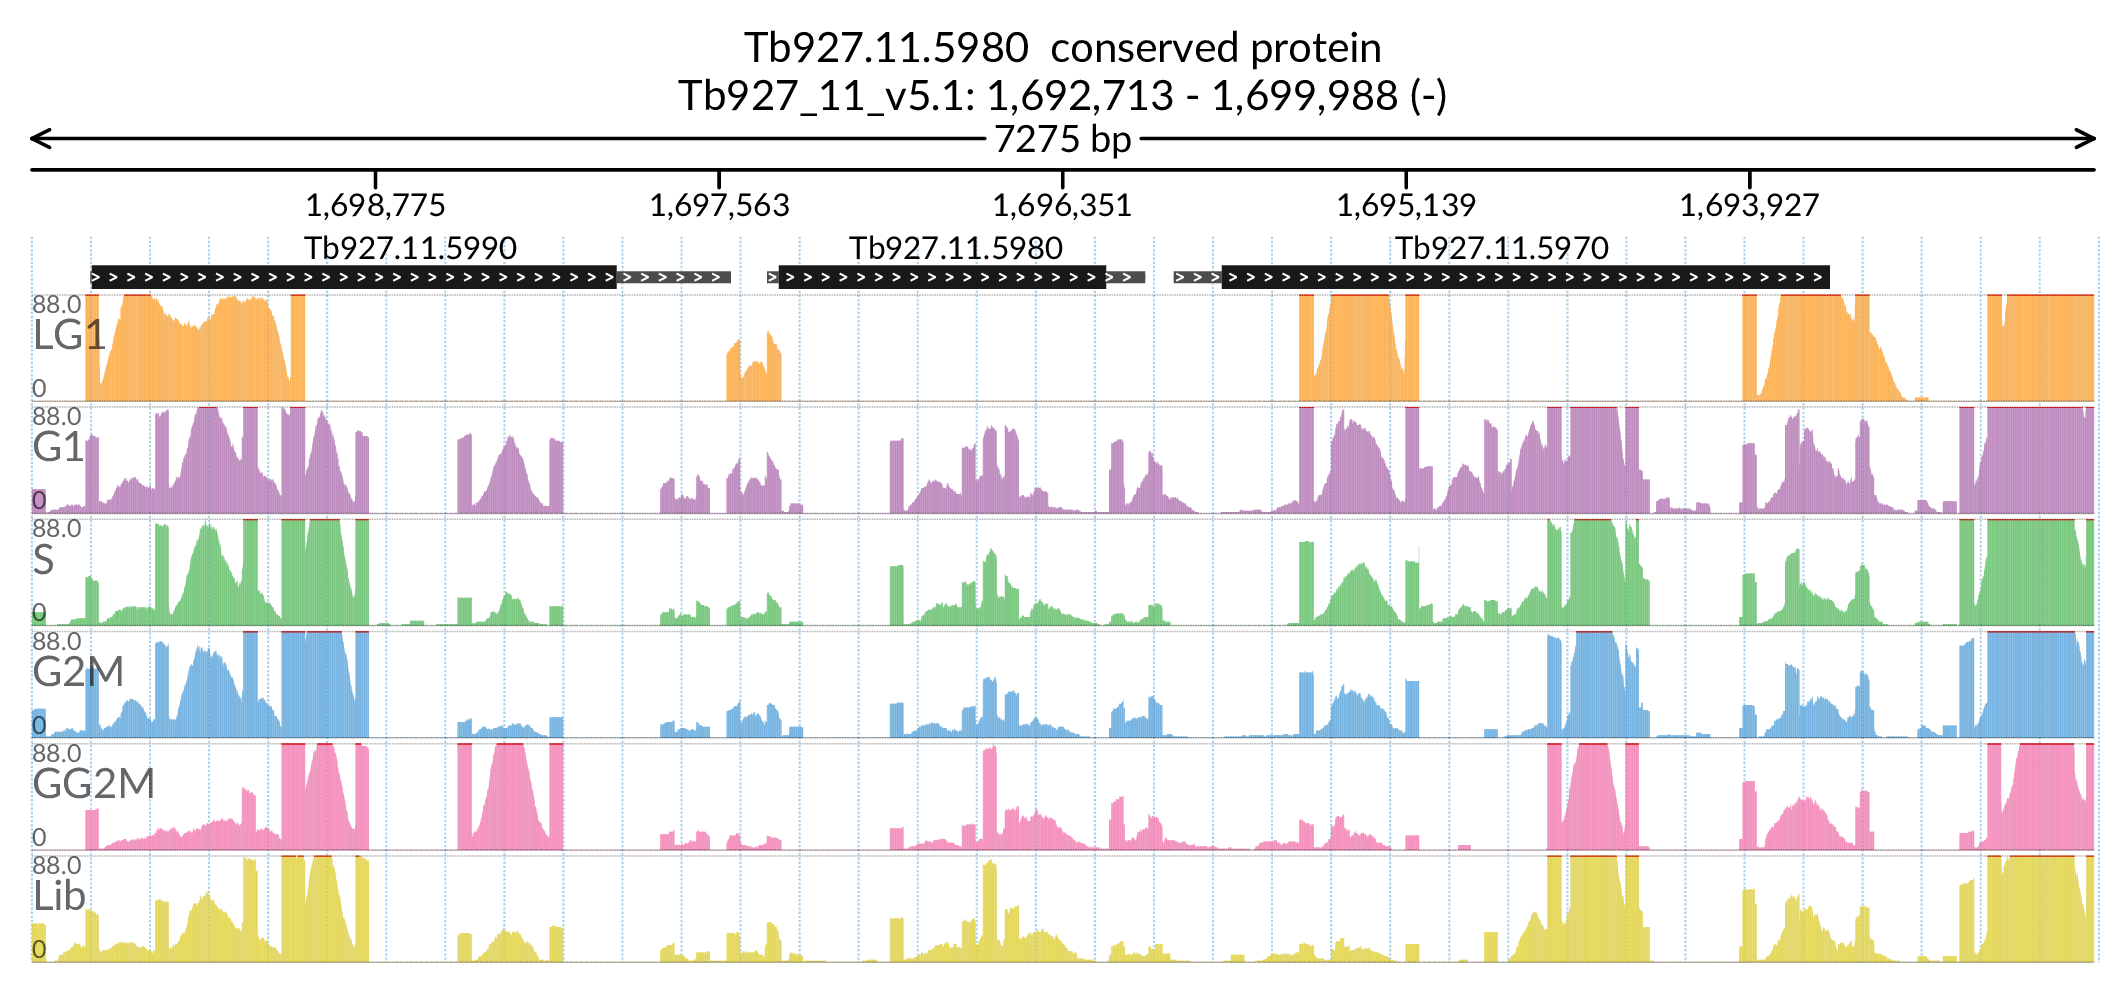 Tb927.11.5980  conserved protein
Tb927_11_v5.1: 1,692,713 - 1,699,988 (-)
7275 bp
1,698,775 1,697,563 1,696,351 1,695,139 1,693,927
Tb927.11.5990 Tb927.11.5980 Tb927.11.5970
88.0
LG1
0
88.0
G1
0
88.0
S
0
88.0
G2M
0
88.0
GG2M
0
88.0
Lib
0